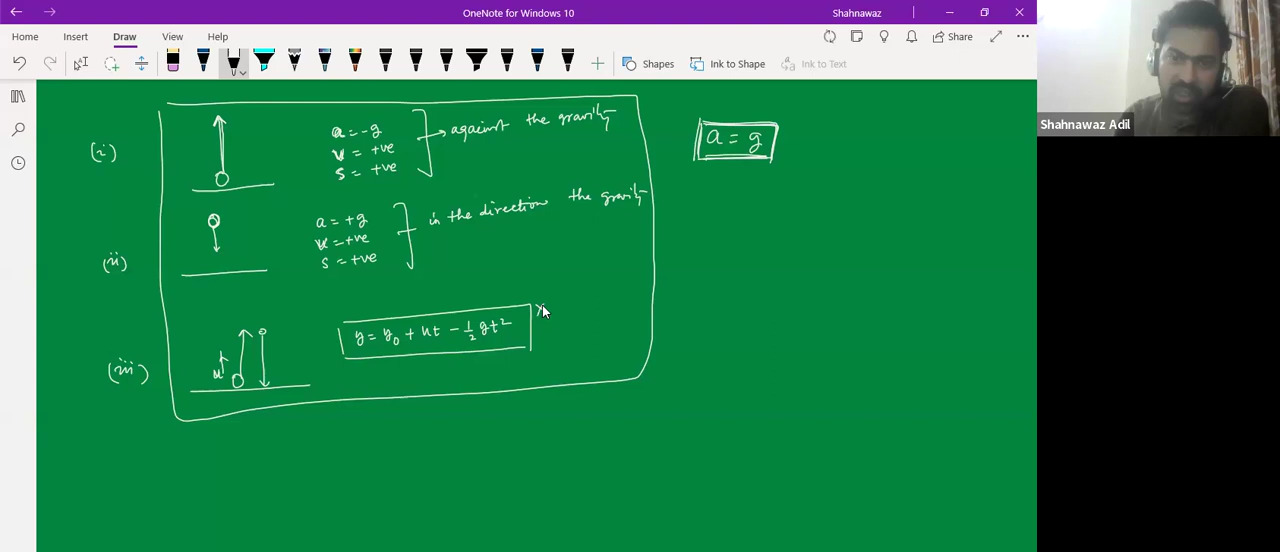 OneNote for Windows 10
Shahnawaz
Home Insert Draw View Help
Share
Shapes Ink to Shape Ink to Text
Shahnawaz Adil
(i)
a = -g
v = +ve
s = +ve
against the gravity
a = g
(ii)
a = +g
u = +ve
s = +ve
in the direction the gravity
(iii)
u
y = y₀ + ut - ½ gt²